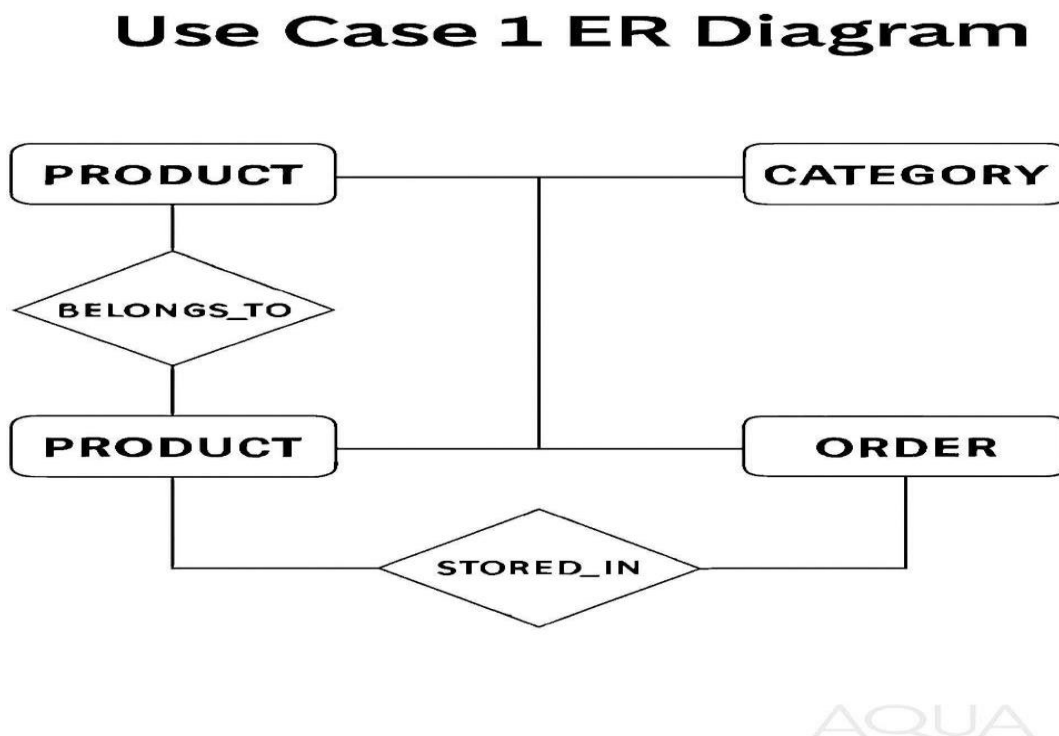 Use Case 1 ER Diagram
PRODUCT
CATEGORY
BELONGS_TO
PRODUCT
ORDER
STORED_IN
AQUA